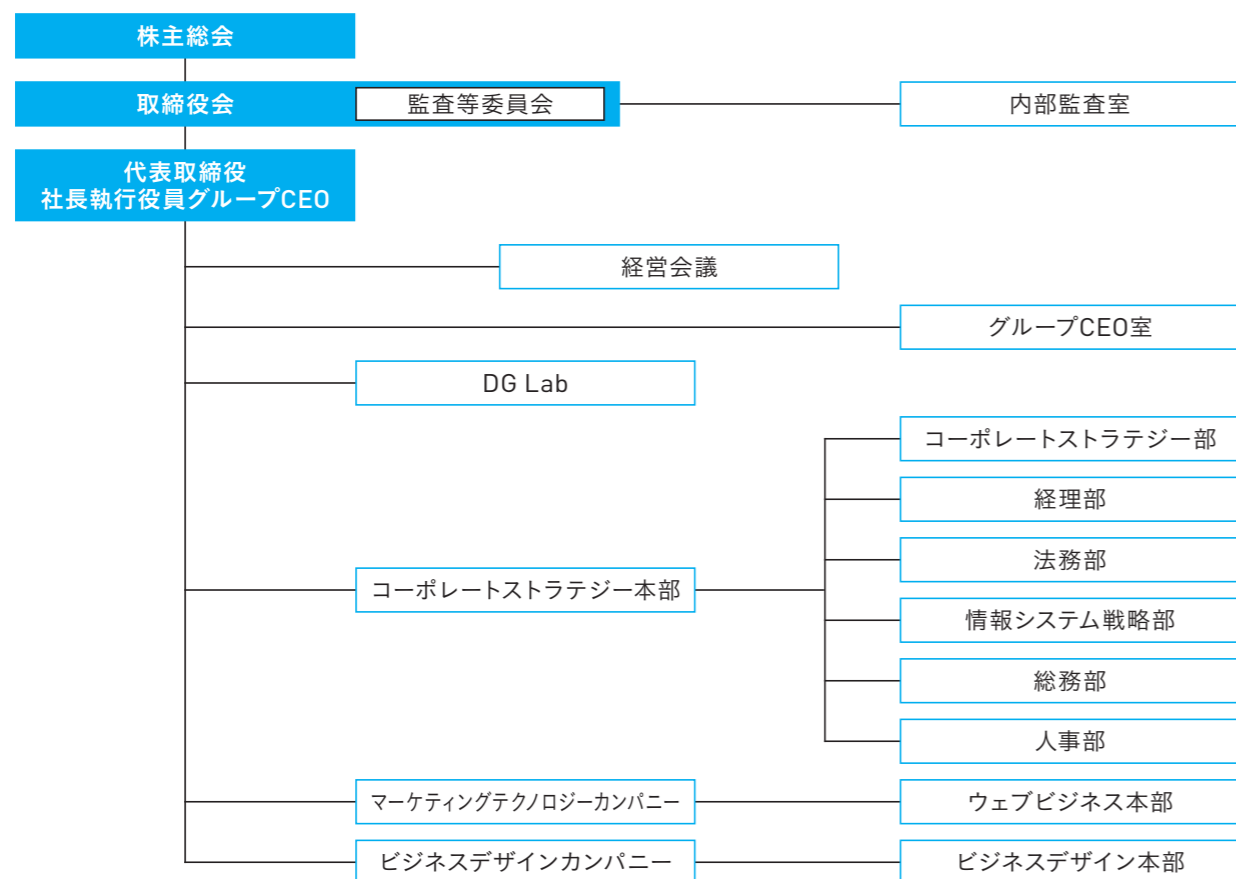 株主総会
取締役会
監査等委員会
内部監査室
代表取締役
社長執行役員グループCEO
経営会議
グループCEO室
DG Lab
コーポレートストラテジー本部
コーポレートストラテジー部
経理部
法務部
情報システム戦略部
総務部
人事部
マーケティングテクノロジーカンパニー
ウェブビジネス本部
ビジネスデザインカンパニー
ビジネスデザイン本部